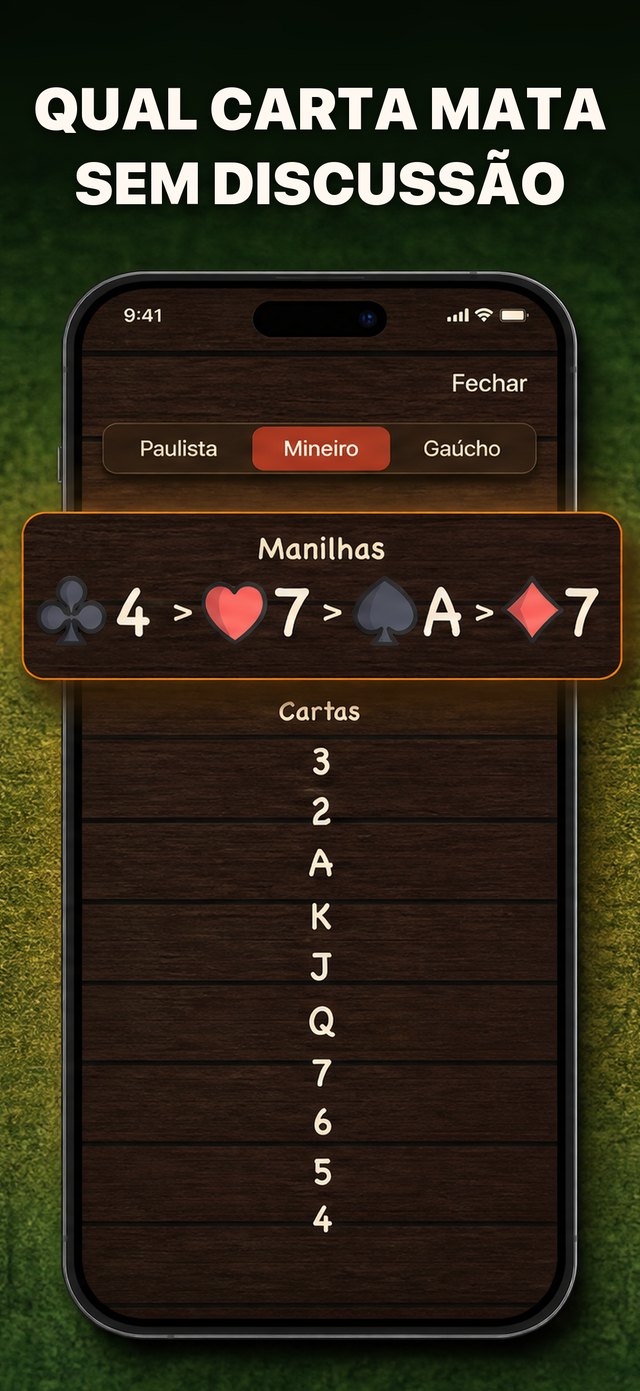 QUAL CARTA MATA
SEM DISCUSSÃO
9:41
Fechar
Paulista Mineiro Gaúcho
Manilhas
♣4 > ♥7 > ♠A > ♦7
Cartas
3
2
A
K
J
Q
7
6
5
4